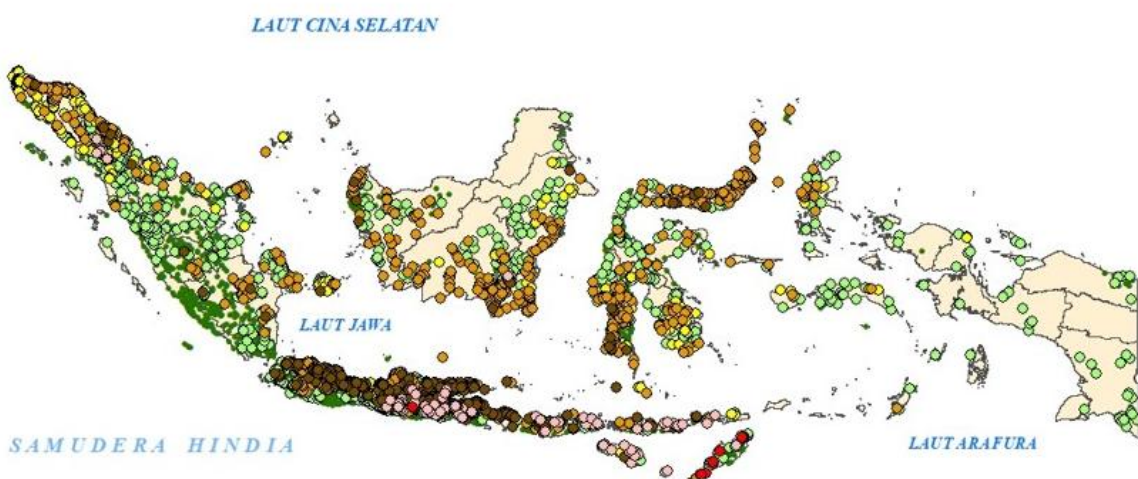 LAUT CINA SELATAN
LAUT JAWA
SAMUDERA HINDIA
LAUT ARAFURA